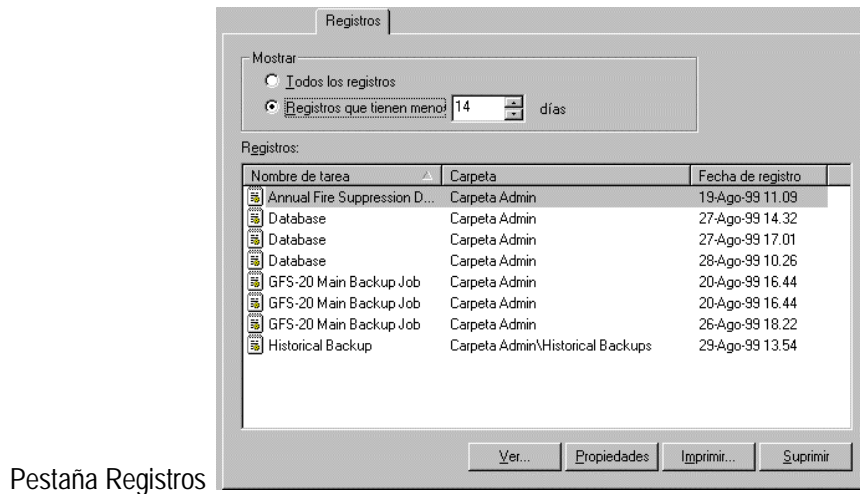 Registros
Mostrar
Todos los registros
Registros que tienen meno 14 días
Registros:
Nombre de tarea Carpeta Fecha de registro
Annual Fire Suppression D... Carpeta Admin 19-Ago-99 11.09
Database Carpeta Admin 27-Ago-99 14.32
Database Carpeta Admin 27-Ago-99 17.01
Database Carpeta Admin 28-Ago-99 10.26
GFS-20 Main Backup Job Carpeta Admin 20-Ago-99 16.44
GFS-20 Main Backup Job Carpeta Admin 20-Ago-99 16.44
GFS-20 Main Backup Job Carpeta Admin 26-Ago-99 18.22
Historical Backup Carpeta Admin\Historical Backups 29-Ago-99 13.54
Ver... Propiedades Imprimir... Suprimir
Pestaña Registros